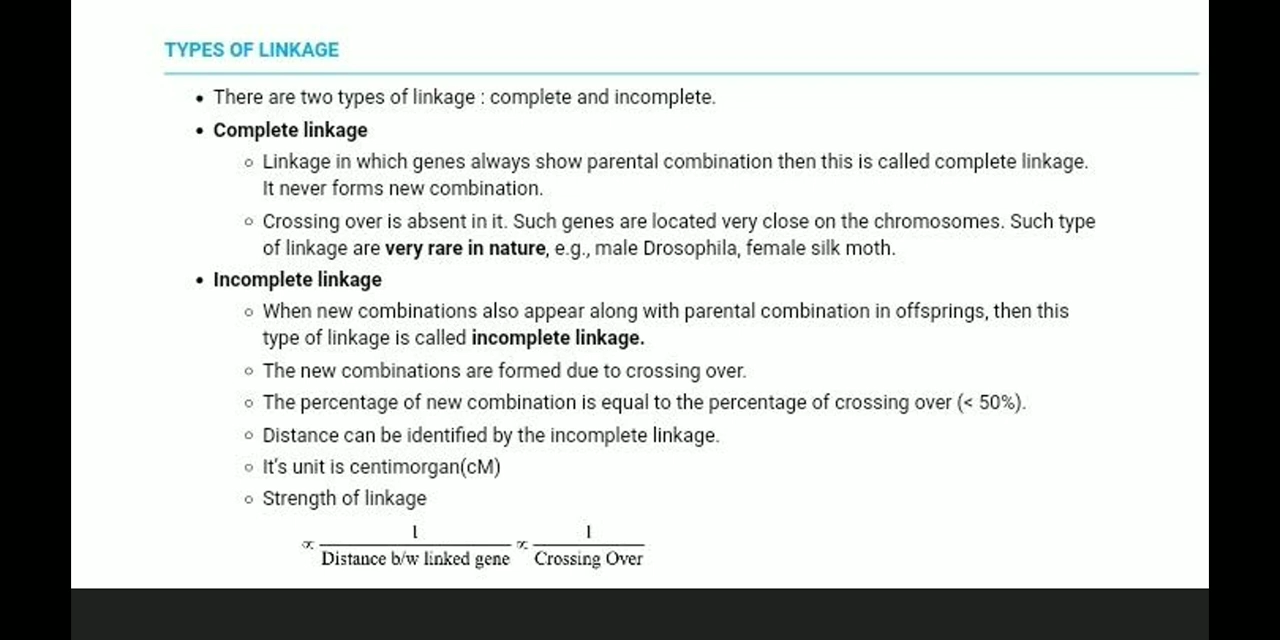 TYPES OF LINKAGE
• There are two types of linkage : complete and incomplete.
• Complete linkage
○ Linkage in which genes always show parental combination then this is called complete linkage.
It never forms new combination.
○ Crossing over is absent in it. Such genes are located very close on the chromosomes. Such type
of linkage are very rare in nature, e.g., male Drosophila, female silk moth.
• Incomplete linkage
○ When new combinations also appear along with parental combination in offsprings, then this
type of linkage is called incomplete linkage.
○ The new combinations are formed due to crossing over.
○ The percentage of new combination is equal to the percentage of crossing over (< 50%).
○ Distance can be identified by the incomplete linkage.
○ It's unit is centimorgan(cM)
○ Strength of linkage
∝ 1 / Distance b/w linked gene ∝ 1 / Crossing Over